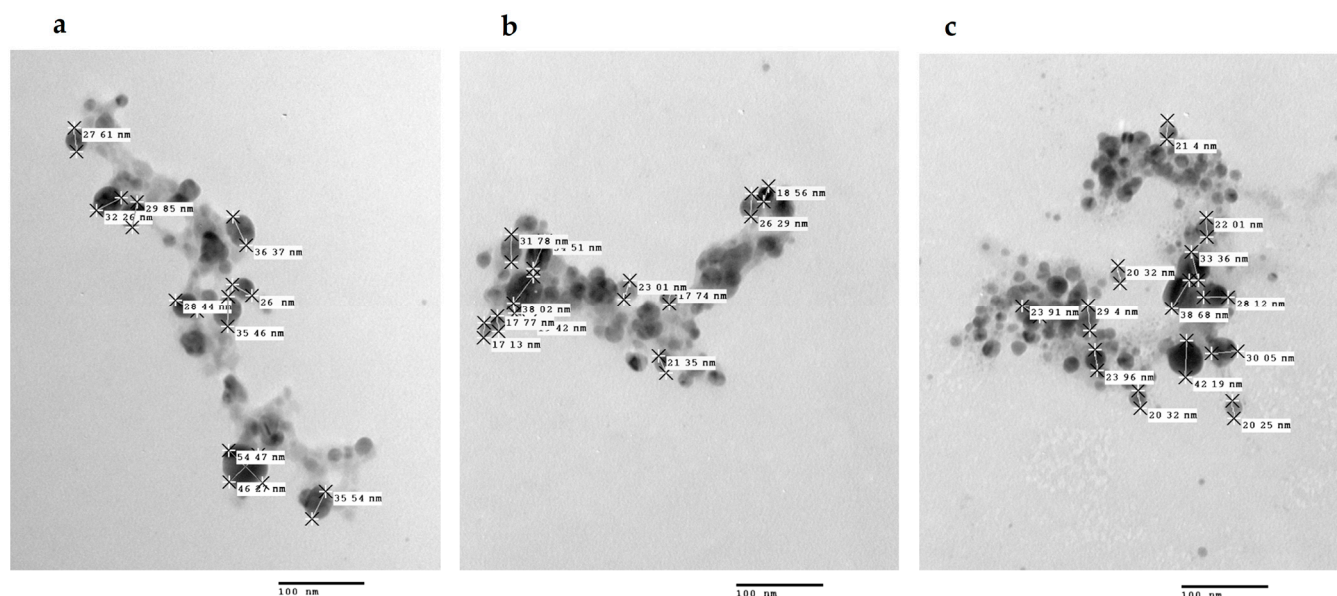 a
27 61 nm
32 26 nm
29 85 nm
36 37 nm
26 nm
28 44 nm
35 46 nm
54 47 nm
46 27 nm
35 54 nm
100 nm
b
18 56 nm
26 29 nm
31 78 nm
34 51 nm
23 01 nm
17 74 nm
38 02 nm
17 77 nm
42 nm
17 13 nm
21 35 nm
100 nm
c
21 4 nm
22 01 nm
33 36 nm
20 32 nm
28 12 nm
23 91 nm
29 4 nm
38 68 nm
30 05 nm
23 96 nm
42 19 nm
20 32 nm
20 25 nm
100 nm